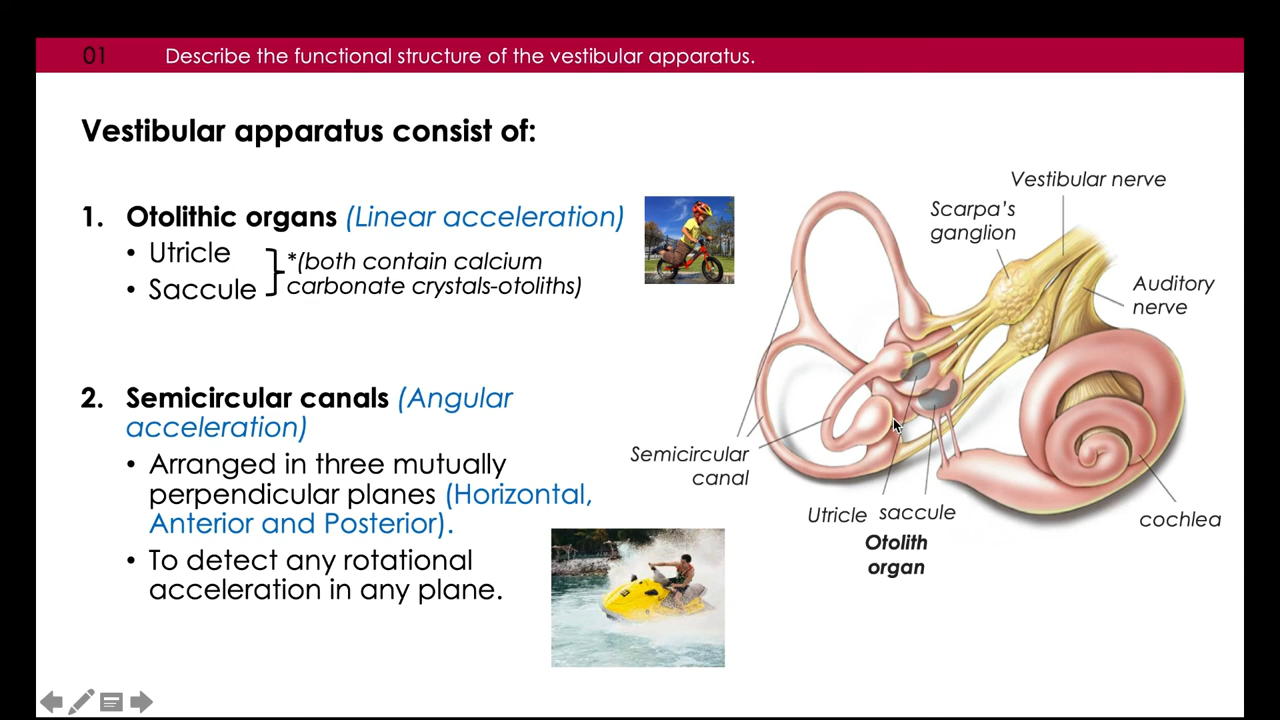 01 Describe the functional structure of the vestibular apparatus.
Vestibular apparatus consist of:
1. Otolithic organs (Linear acceleration)
• Utricle
• Saccule
*(both contain calcium
carbonate crystals-otoliths)
2. Semicircular canals (Angular
acceleration)
• Arranged in three mutually
perpendicular planes (Horizontal,
Anterior and Posterior).
• To detect any rotational
acceleration in any plane.
Vestibular nerve
Scarpa's
ganglion
Auditory
nerve
Semicircular
canal
Utricle saccule
Otolith
organ
cochlea